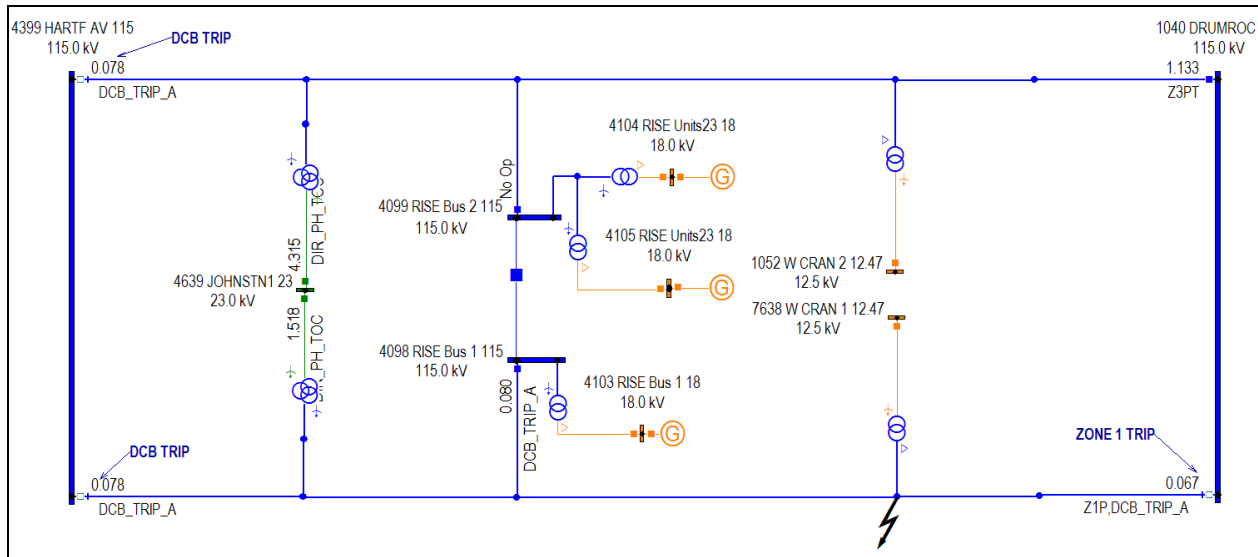 4399 HARTF AV 115
115.0 kV
DCB TRIP
0.078
DCB_TRIP_A
1040 DRUMROC
115.0 kV
1.133
Z3PT
4104 RISE Units23 18
18.0 kV
G
No Op
4099 RISE Bus 2 115
115.0 kV
4105 RISE Units23 18
18.0 kV
G
DIR_PH_TOC
4.315
4639 JOHNSTN1 23
23.0 kV
1.518
DIR_PH_TOC
1052 W CRAN 2 12.47
12.5 kV
7638 W CRAN 1 12.47
12.5 kV
4098 RISE Bus 1 115
115.0 kV
0.080
DCB_TRIP_A
4103 RISE Bus 1 18
18.0 kV
G
DCB TRIP
0.078
DCB_TRIP_A
ZONE 1 TRIP
0.067
Z1P,DCB_TRIP_A